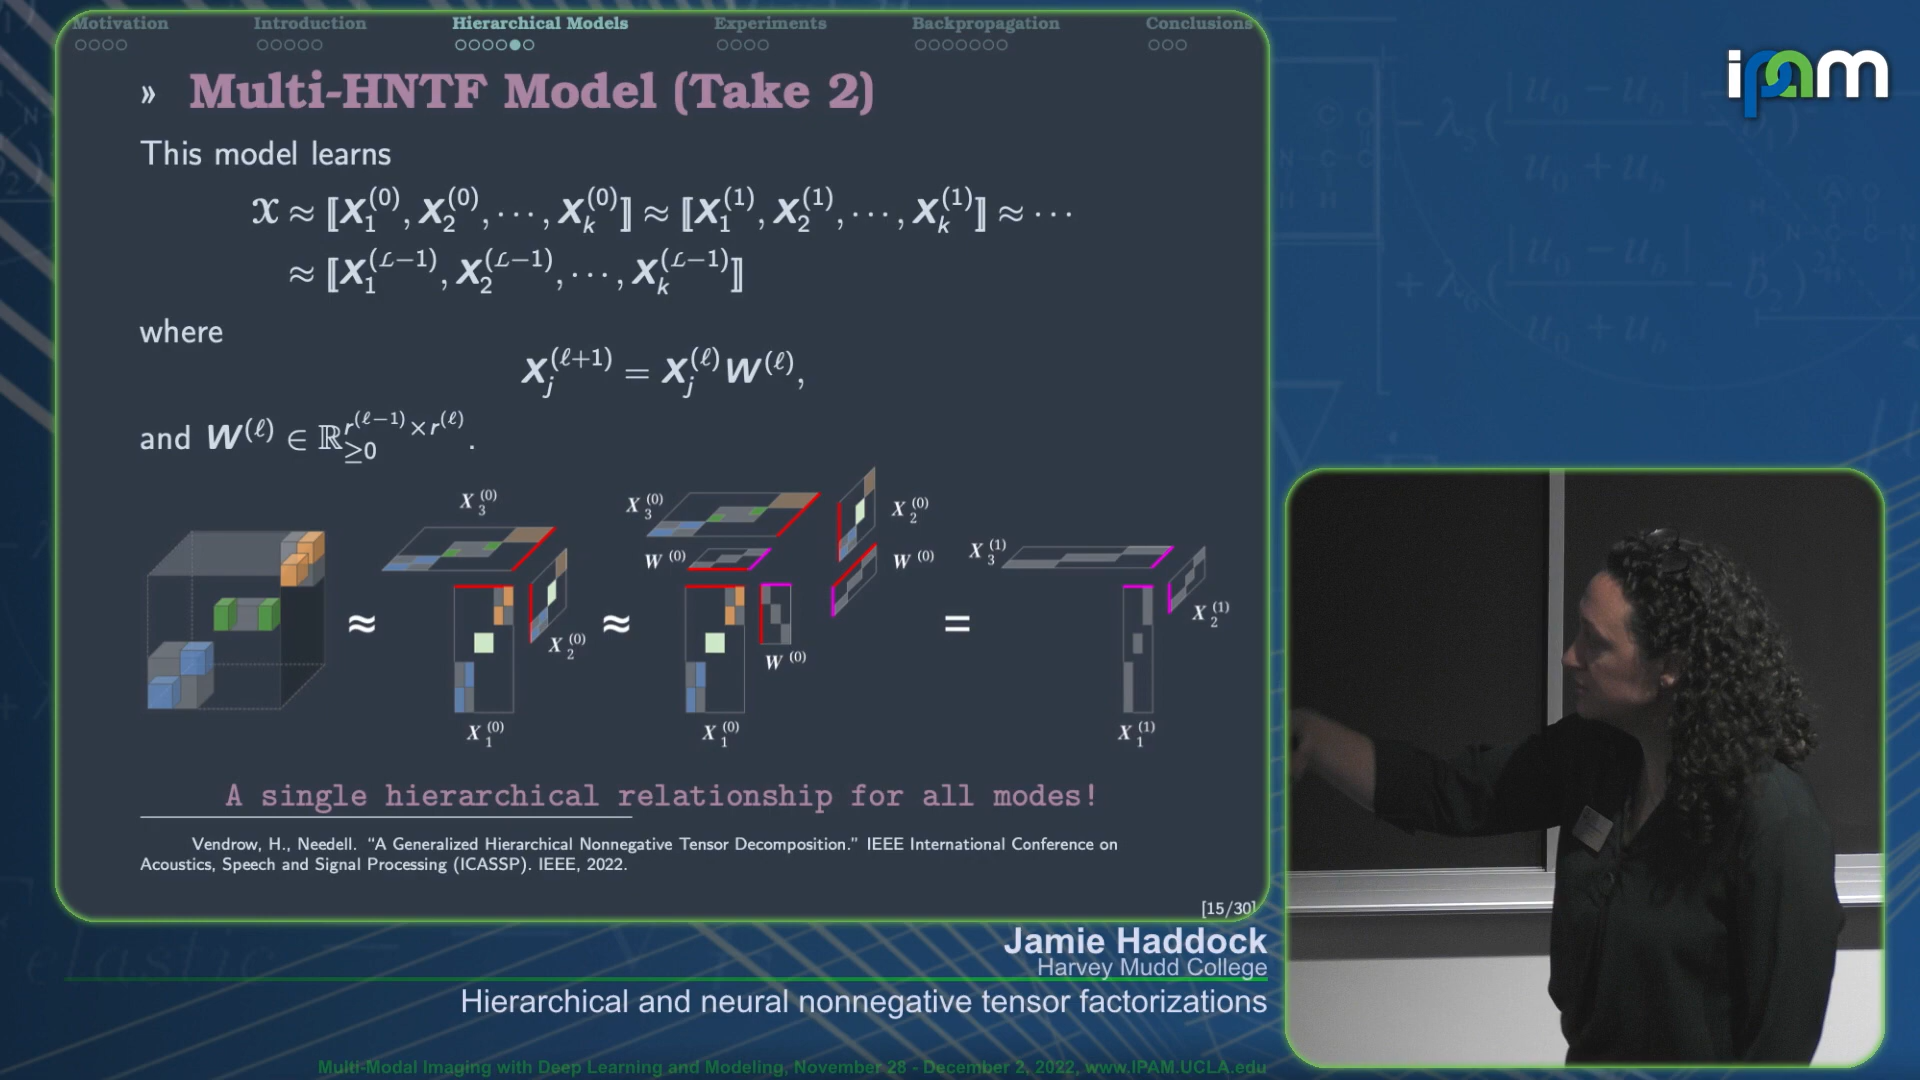 Motivation Introduction Hierarchical Models Experiments Backpropagation Conclusions
» Multi-HNTF Model (Take 2)
This model learns
𝒳 ≈ ⟦X₁^(0), X₂^(0), ⋯, X_k^(0)⟧ ≈ ⟦X₁^(1), X₂^(1), ⋯, X_k^(1)⟧ ≈ ⋯
≈ ⟦X₁^(ℒ−1), X₂^(ℒ−1), ⋯, X_k^(ℒ−1)⟧
where
X_j^(ℓ+1) = X_j^(ℓ) W^(ℓ),
and W^(ℓ) ∈ ℝ_≥0^{r^(ℓ−1) × r^(ℓ)}.
X₃^(0) X₃^(0) X₂^(0)
W^(0) W^(0) X₃^(1)
≈ ≈ = X₂^(1)
X₂^(0) W^(0)
X₁^(0) X₁^(0) X₁^(1)
A single hierarchical relationship for all modes!
Vendrow, H., Needell. “A Generalized Hierarchical Nonnegative Tensor Decomposition.” IEEE International Conference on
Acoustics, Speech and Signal Processing (ICASSP). IEEE, 2022.
[15/30]
ipam
Jamie Haddock
Harvey Mudd College
Hierarchical and neural nonnegative tensor factorizations
Multi-Modal Imaging with Deep Learning and Modeling, November 28 - December 2, 2022, www.IPAM.UCLA.edu